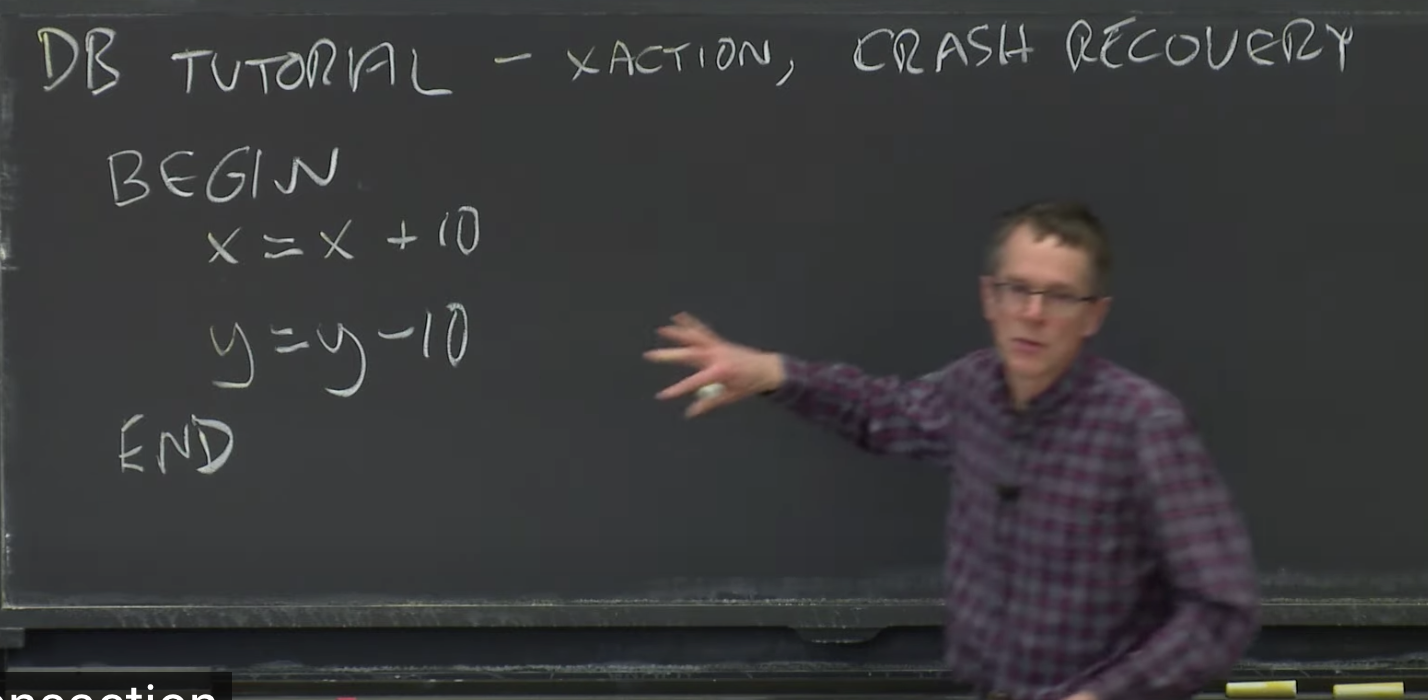 DB TUTORIAL - XACTION, CRASH RECOVERY
BEGIN
x = x + 10
y = y - 10
END